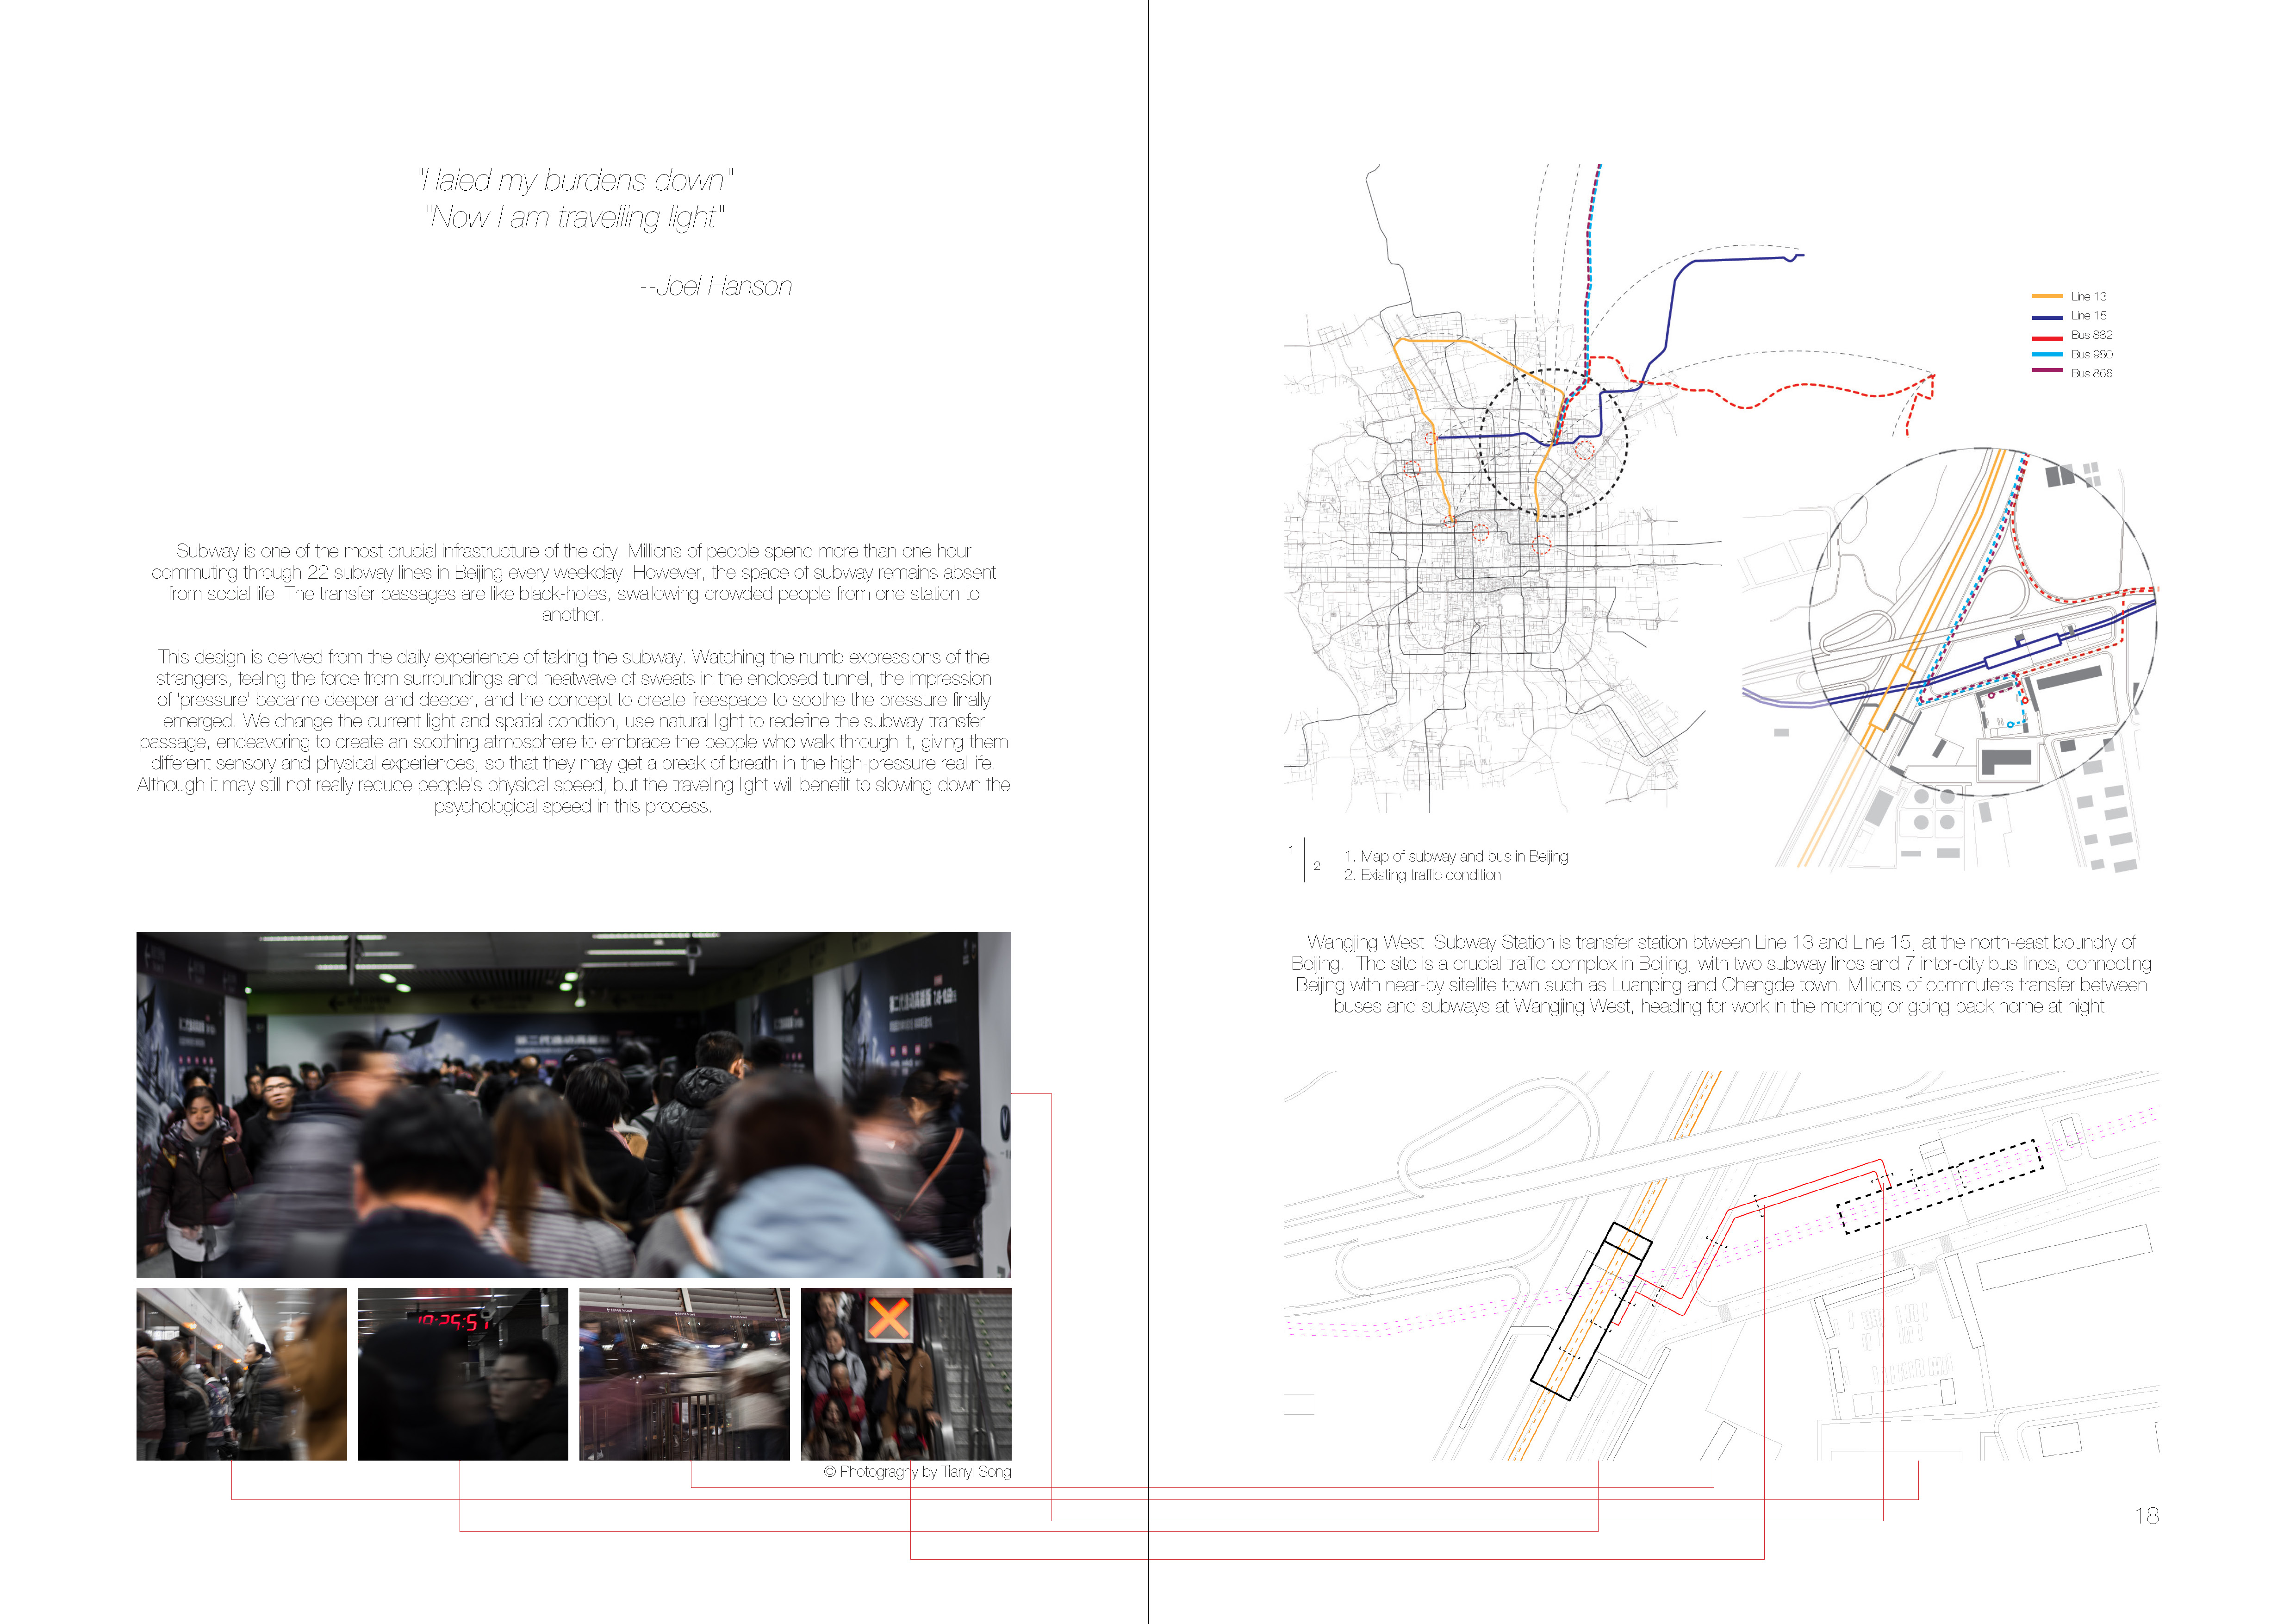 "I laied my burdens down"
"Now I am travelling light"
--Joel Hanson
Subway is one of the most crucial infrastructure of the city. Millions of people spend more than one hour
commuting through 22 subway lines in Beijing every weekday. However, the space of subway remains absent
from social life. The transfer passages are like black-holes, swallowing crowded people from one station to
another.
This design is derived from the daily experience of taking the subway. Watching the numb expressions of the
strangers, feeling the force from surroundings and heatwave of sweats in the enclosed tunnel, the impression
of 'pressure' became deeper and deeper, and the concept to create freespace to soothe the pressure finally
emerged. We change the current light and spatial condtion, use natural light to redefine the subway transfer
passage, endeavoring to create an soothing atmosphere to embrace the people who walk through it, giving them
different sensory and physical experiences, so that they may get a break of breath in the high-pressure real life.
Although it may still not really reduce people's physical speed, but the traveling light will benefit to slowing down the
psychological speed in this process.
19:25:51
© Photograghy by Tianyi Song
Line 13
Line 15
Bus 882
Bus 980
Bus 866
1
2
1. Map of subway and bus in Beijing
2. Existing traffic condition
Wangjing West Subway Station is transfer station btween Line 13 and Line 15, at the north-east boundry of
Beijing. The site is a crucial traffic complex in Beijing, with two subway lines and 7 inter-city bus lines, connecting
Beijing with near-by sitellite town such as Luanping and Chengde town. Millions of commuters transfer between
buses and subways at Wangjing West, heading for work in the morning or going back home at night.
18